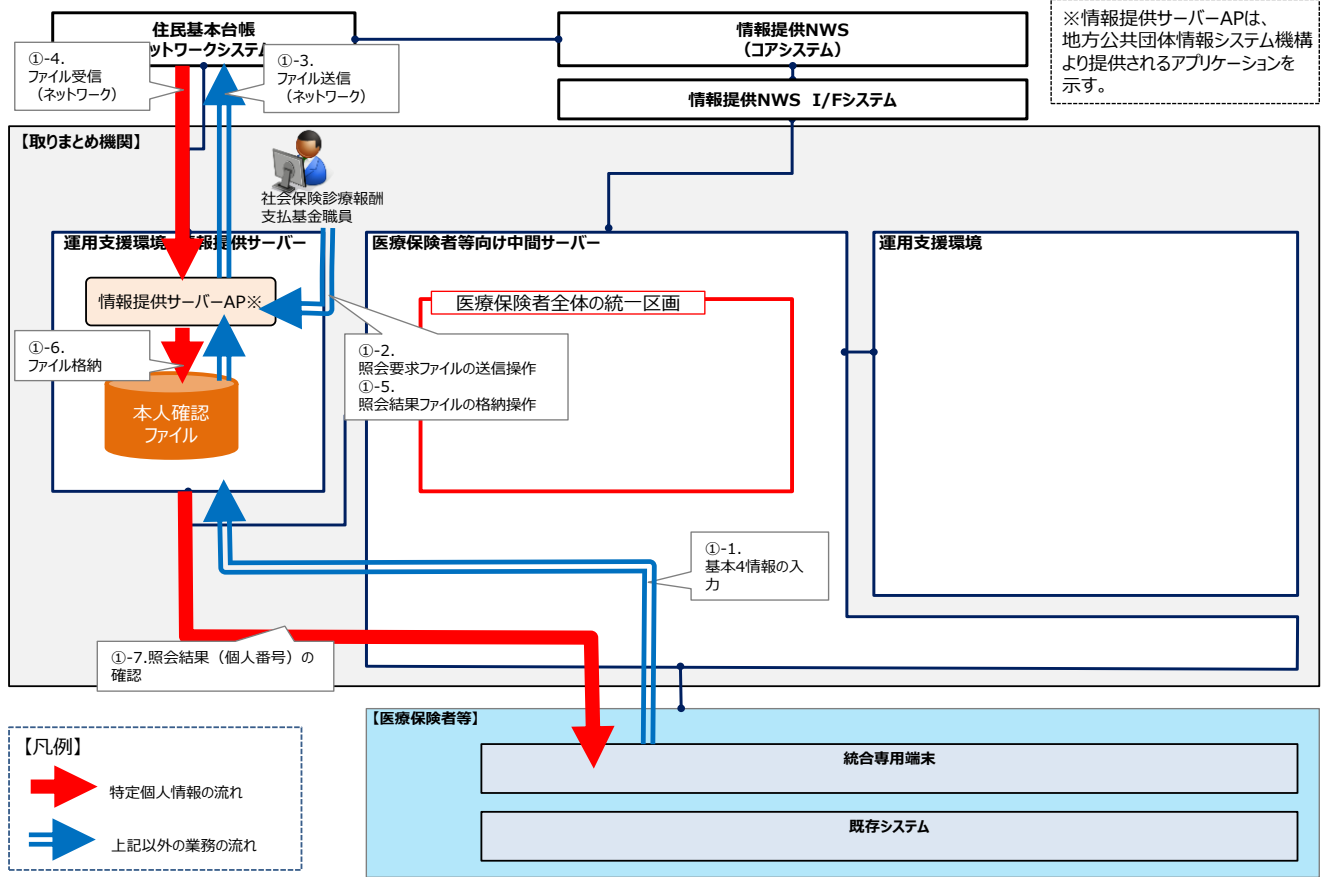 住民基本台帳
ネットワークシステム
情報提供NWS
(コアシステム)
※情報提供サーバーAPは、
地方公共団体情報システム機構
より提供されるアプリケーションを
示す。
①-4.
ファイル受信
(ネットワーク)
①-3.
ファイル送信
(ネットワーク)
情報提供NWS I/Fシステム
【取りまとめ機関】
社会保険診療報酬
支払基金職員
運用支援環境 情報提供サーバー
医療保険者等向け中間サーバー
運用支援環境
情報提供サーバーAP※
医療保険者全体の統一区画
①-6.
ファイル格納
①-2.
照会要求ファイルの送信操作
①-5.
照会結果ファイルの格納操作
本人確認
ファイル
①-1.
基本4情報の入
力
①-7.照会結果(個人番号)の
確認
【医療保険者等】
統合専用端末
既存システム
【凡例】
特定個人情報の流れ
上記以外の業務の流れ